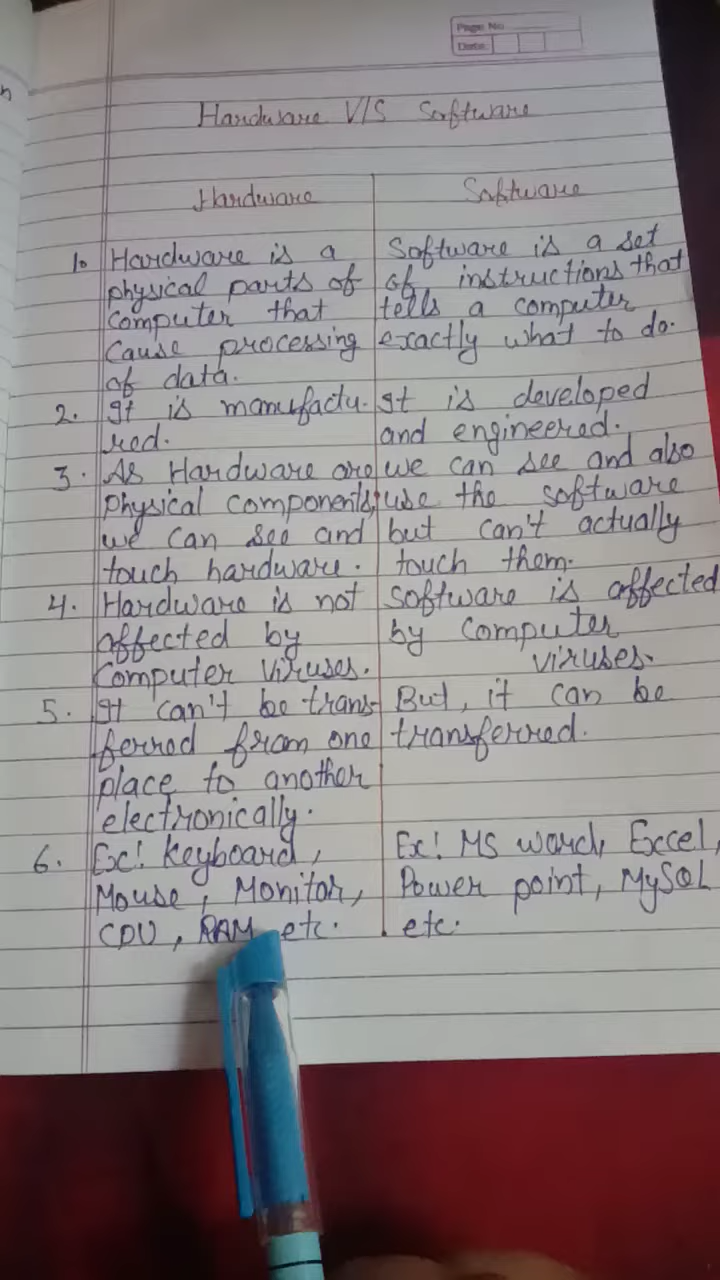 Page No
Date:
Hardware V/S Software
Hardware
Software
1. Hardware is a
physical parts of
computer that
cause processing
of data.
Software is a set
of instructions that
tells a computer
exactly what to do.
2. It is manufactu-
red.
It is developed
and engineered.
3. As Hardware are
physical components,
we can see and
touch hardware.
we can see and also
use the software
but can't actually
touch them.
4. Hardware is not
affected by
Computer viruses.
Software is affected
by computer
viruses.
5. It can't be trans-
ferred from one
place to another
electronically.
But, it can be
transferred.
6. Ex! Keyboard,
Mouse, Monitor,
CPU, RAM etc.
Ex! MS word, Excel,
Power point, MySQL
etc.